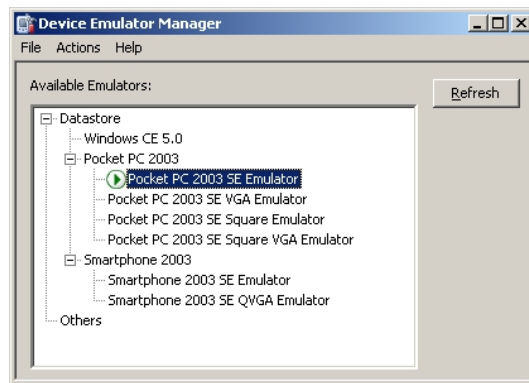 Device Emulator Manager
File Actions Help
Available Emulators:
Refresh
Datastore
Windows CE 5.0
Pocket PC 2003
Pocket PC 2003 SE Emulator
Pocket PC 2003 SE VGA Emulator
Pocket PC 2003 SE Square Emulator
Pocket PC 2003 SE Square VGA Emulator
Smartphone 2003
Smartphone 2003 SE Emulator
Smartphone 2003 SE QVGA Emulator
Others